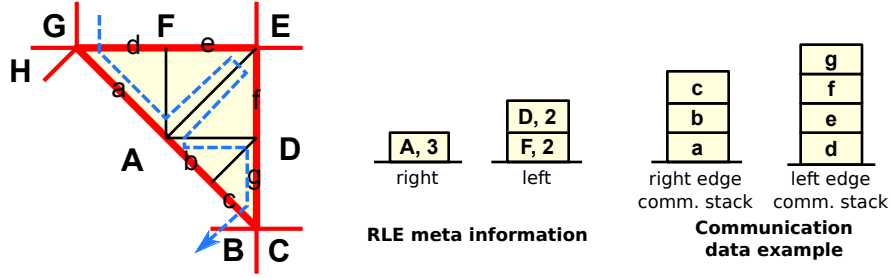 G F E
d e
H
a f
A D
b g
c
B C
A, 3
right
D, 2
F, 2
left
RLE meta information
c
b
a
right edge
comm. stack
g
f
e
d
left edge
comm. stack
Communication
data example